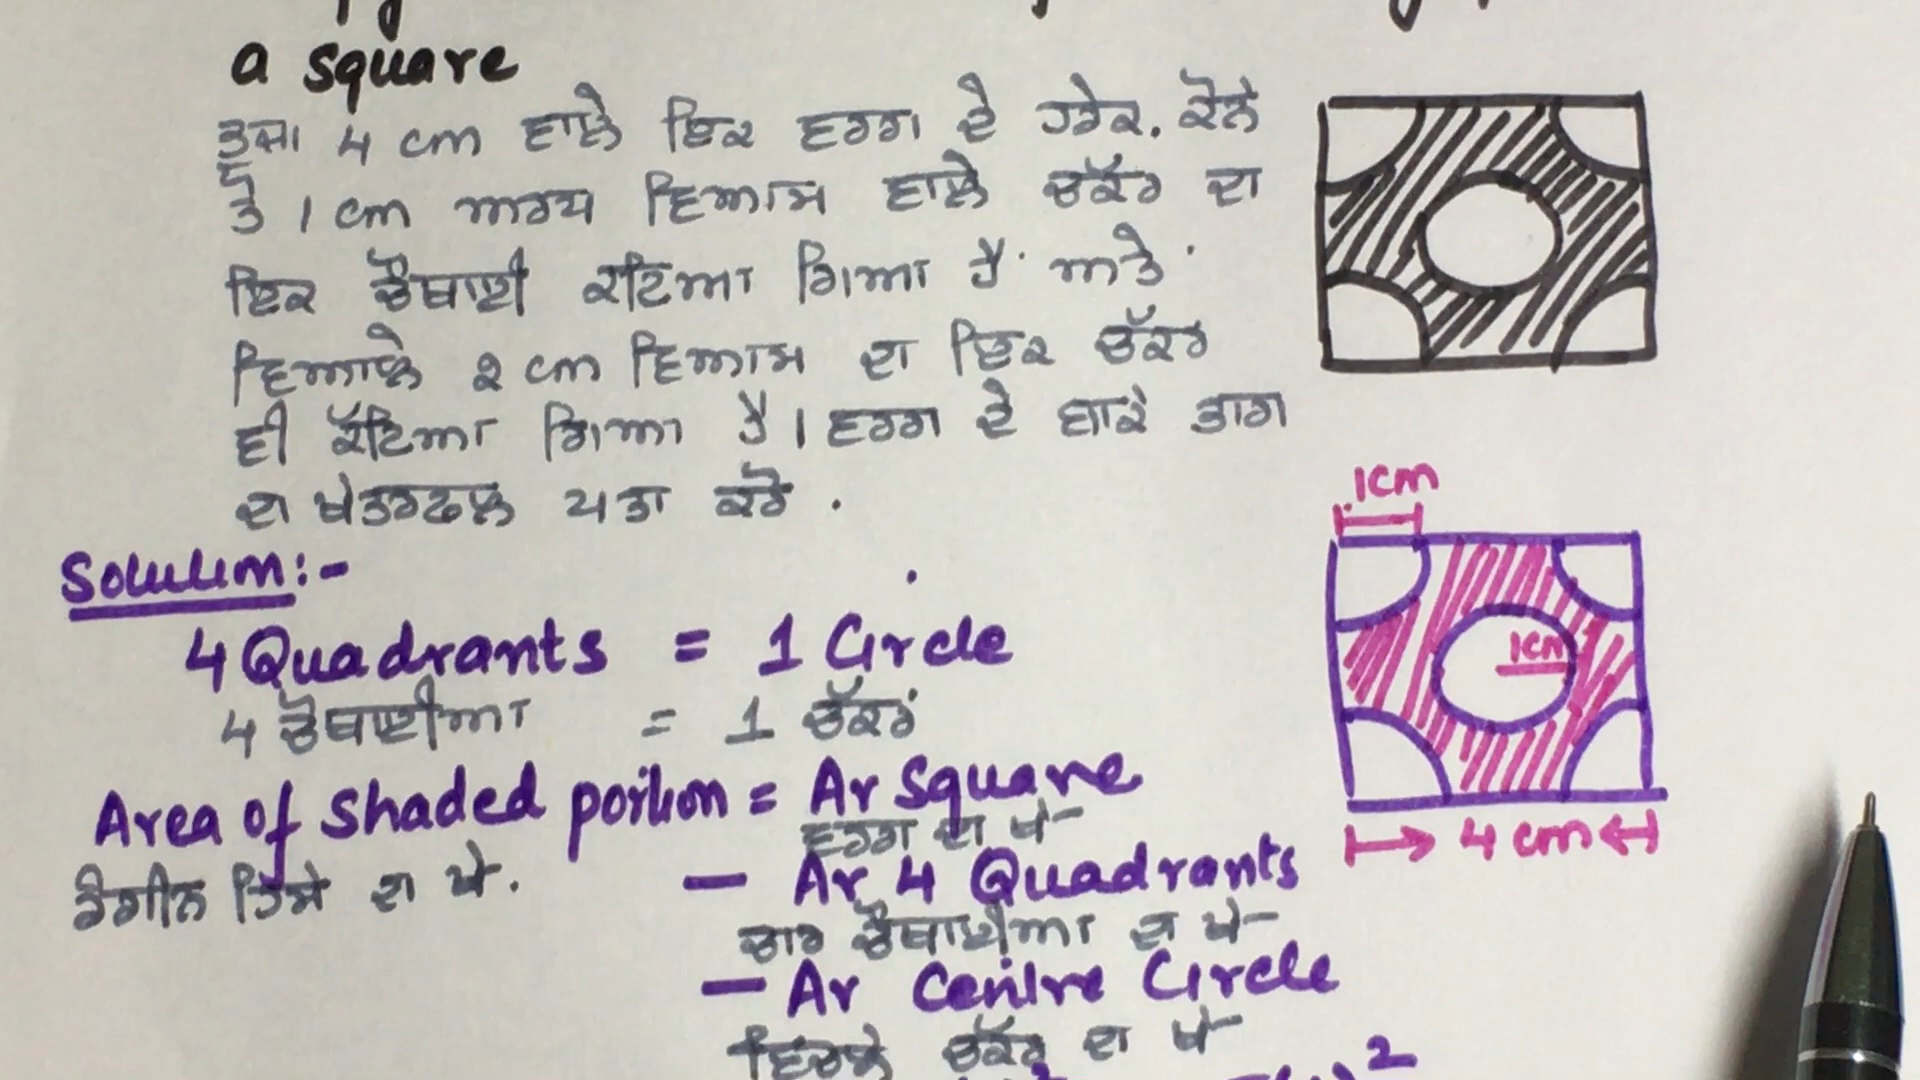 a square
ਭੁਜਾ 4 cm ਵਾਲੇ ਇਕ ਵਰਗ ਦੇ ਹਰੇਕ. ਕੋਨੇ
ਤੋਂ 1 cm ਅਰਧ ਵਿਆਸ ਵਾਲੇ ਚੱਕਰ ਦਾ
ਇਕ ਚੌਥਾਈ ਕਟਿਆ ਗਿਆ ਹੈ ਅਤੇ
ਵਿਆਲੇ 2 cm ਵਿਆਸ ਦਾ ਇਕ ਚੱਕਰ
ਵੀ ਕੱਟਿਆ ਗਿਆ ਹੈ। ਵਰਗ ਦੇ ਬਾਕੀ ਭਾਗ
ਦਾ ਖੇਤਰਫਲ ਪਤਾ ਕਰੋ .
1cm
Solution:-
4 Quadrants = 1 Circle
1cm
4 ਚੌਥਾਈਆ = 1 ਚੱਕਰ
Area of shaded portion = Ar Square
ਵਰਗ ਦਾ ਖੇ-
4 cm
ਰੰਗੀਨ ਹਿਸੇ ਦਾ ਖੇ.
- Ar 4 Quadrants
ਚਾਰ ਚੌਥਾਈਆ ਦਾ ਖੇ-
- Ar Centre Circle
ਚੱਕਰ ਦਾ ਖੇ-